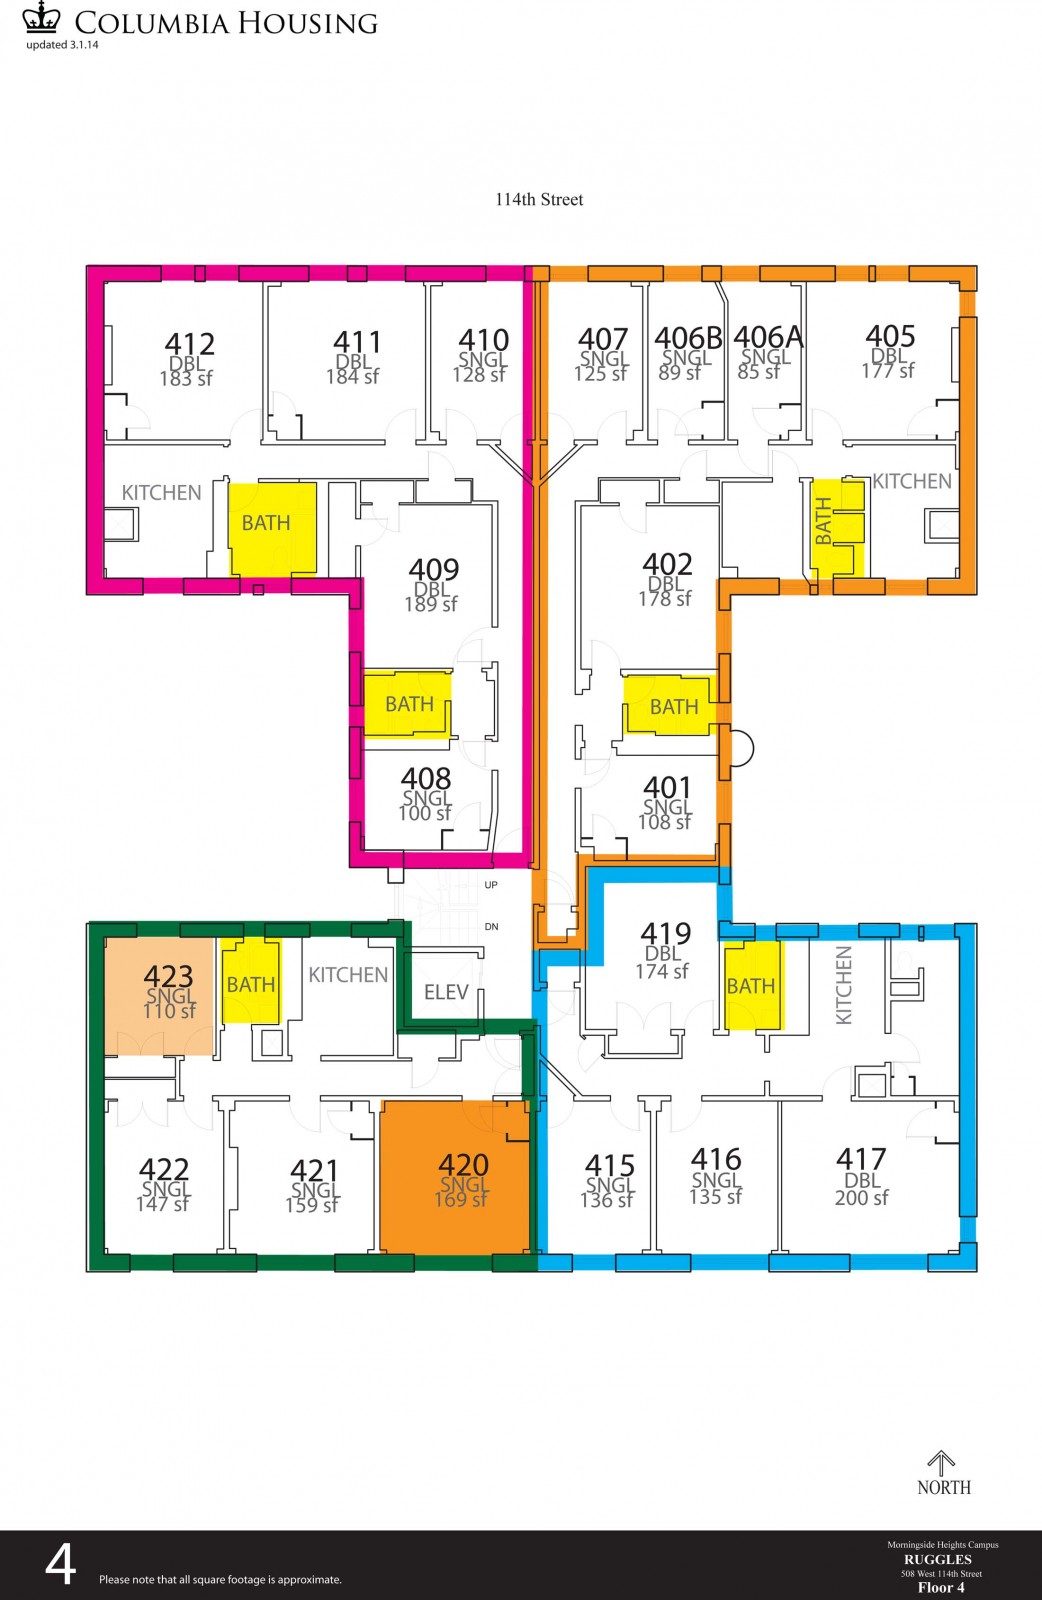 COLUMBIA HOUSING
updated 3.1.14
114th Street
412
DBL
183 sf
411
DBL
184 sf
410
SNGL
128 sf
407
SNGL
125 sf
406B
SNGL
89 sf
406A
SNGL
85 sf
405
DBL
177 sf
KITCHEN
BATH
409
DBL
189 sf
402
DBL
178 sf
BATH
KITCHEN
BATH
BATH
408
SNGL
100 sf
401
SNGL
108 sf
UP
DN
423
SNGL
110 sf
BATH
KITCHEN
ELEV
419
DBL
174 sf
BATH
KITCHEN
422
SNGL
147 sf
421
SNGL
159 sf
420
SNGL
169 sf
415
SNGL
136 sf
416
SNGL
135 sf
417
DBL
200 sf
NORTH
4
Please note that all square footage is approximate.
Morningside Heights Campus
RUGGLES
508 West 114th Street
Floor 4